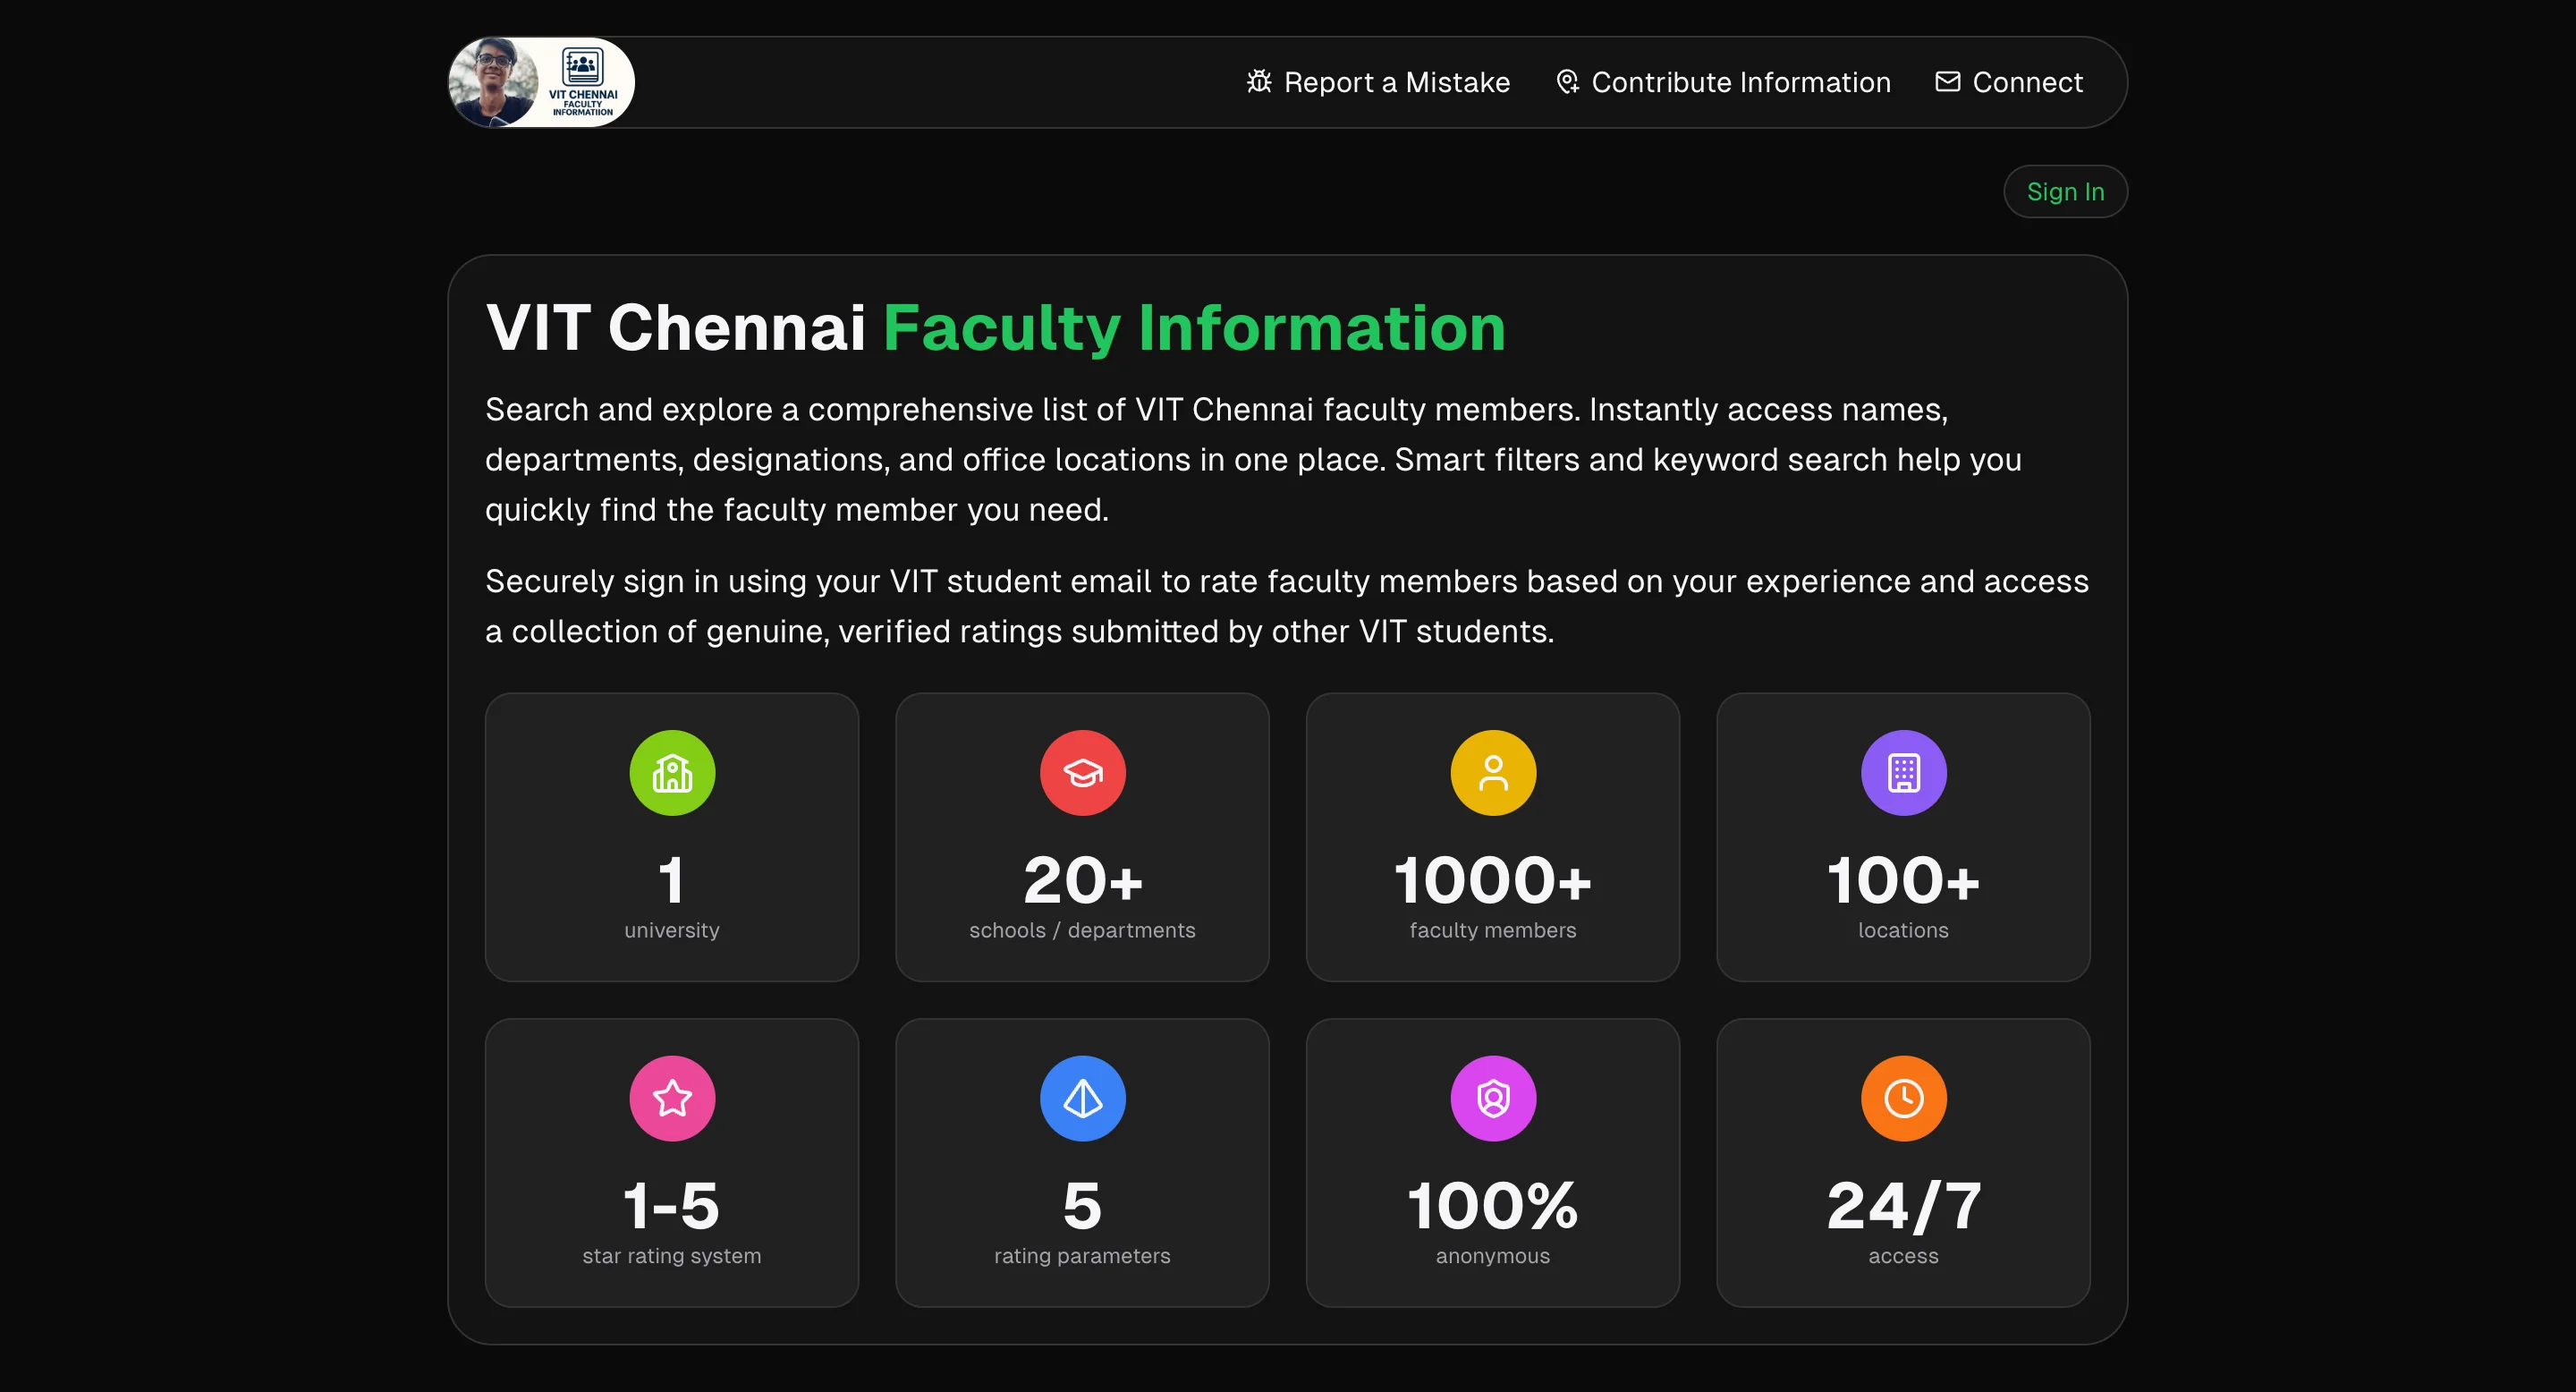 VIT CHENNAI
FACULTY
INFORMATIION
Report a Mistake
Contribute Information
Connect
Sign In
VIT Chennai Faculty Information
Search and explore a comprehensive list of VIT Chennai faculty members. Instantly access names,
departments, designations, and office locations in one place. Smart filters and keyword search help you
quickly find the faculty member you need.
Securely sign in using your VIT student email to rate faculty members based on your experience and access
a collection of genuine, verified ratings submitted by other VIT students.
1
university
20+
schools / departments
1000+
faculty members
100+
locations
1-5
star rating system
5
rating parameters
100%
anonymous
24/7
access